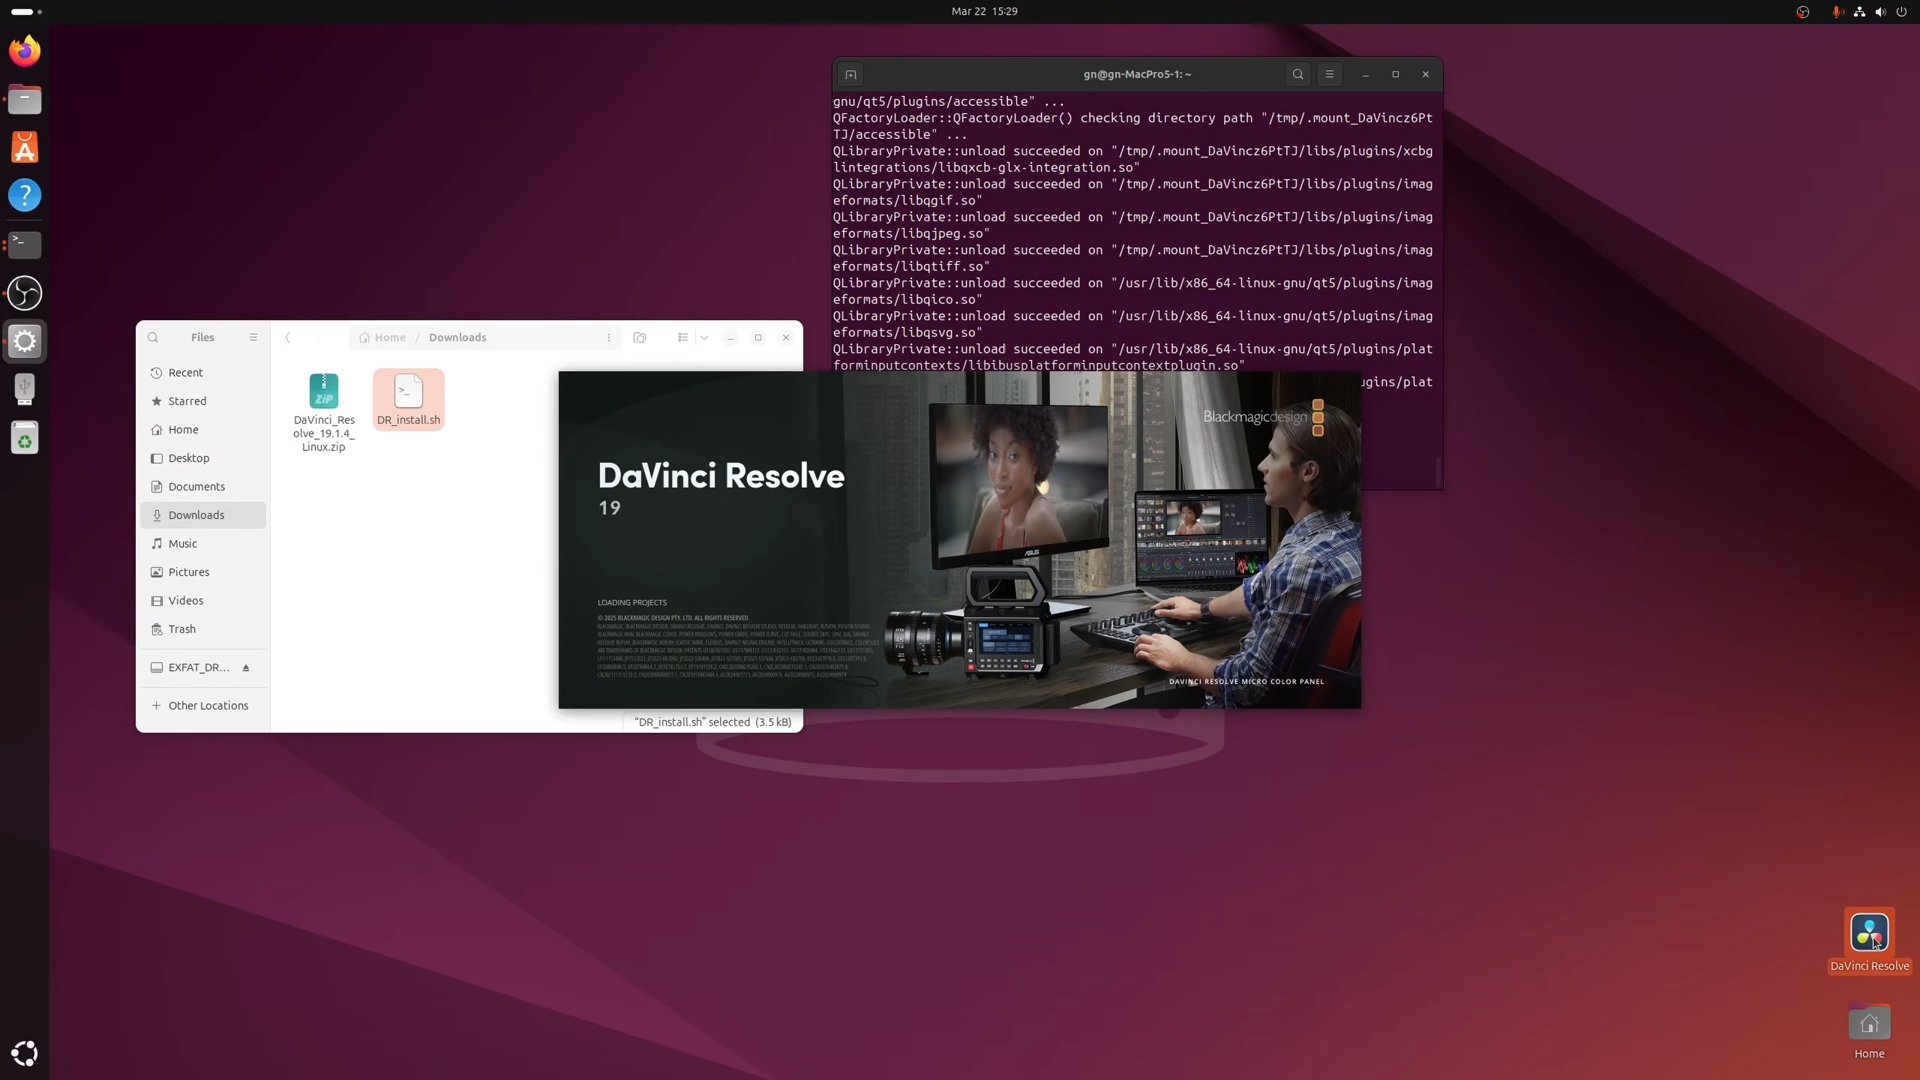 Mar 22 15:29
gn@gn-MacPro5-1: ~
gnu/qt5/plugins/accessible" ...
QFactoryLoader::QFactoryLoader() checking directory path "/tmp/.mount_DaVincz6Pt
TJ/accessible" ...
QLibraryPrivate::unload succeeded on "/tmp/.mount_DaVincz6PtTJ/libs/plugins/xcbg
lintegrations/libqxcb-glx-integration.so"
QLibraryPrivate::unload succeeded on "/tmp/.mount_DaVincz6PtTJ/libs/plugins/imag
eformats/libqgif.so"
QLibraryPrivate::unload succeeded on "/tmp/.mount_DaVincz6PtTJ/libs/plugins/imag
eformats/libqjpeg.so"
QLibraryPrivate::unload succeeded on "/tmp/.mount_DaVincz6PtTJ/libs/plugins/imag
eformats/libqtiff.so"
QLibraryPrivate::unload succeeded on "/usr/lib/x86_64-linux-gnu/qt5/plugins/imag
eformats/libqico.so"
QLibraryPrivate::unload succeeded on "/usr/lib/x86_64-linux-gnu/qt5/plugins/imag
eformats/libqsvg.so"
QLibraryPrivate::unload succeeded on "/usr/lib/x86_64-linux-gnu/qt5/plugins/plat
forminputcontexts/libibusplatforminputcontextplugin.so"
ugins/plat
Files
Home / Downloads
Recent
Starred
Home
Desktop
Documents
Downloads
Music
Pictures
Videos
Trash
EXFAT_DR...
+ Other Locations
ZIP
DaVinci_Res
olve_19.1.4_
Linux.zip
>_
DR_install.sh
"DR_install.sh" selected (3.5 kB)
Blackmagicdesign
DaVinci Resolve
19
ASUS
LOADING PROJECTS
© 2025 BLACKMAGIC DESIGN PTY. LTD. ALL RIGHTS RESERVED.
DAVINCI RESOLVE MICRO COLOR PANEL
DaVinci Resolve
Home